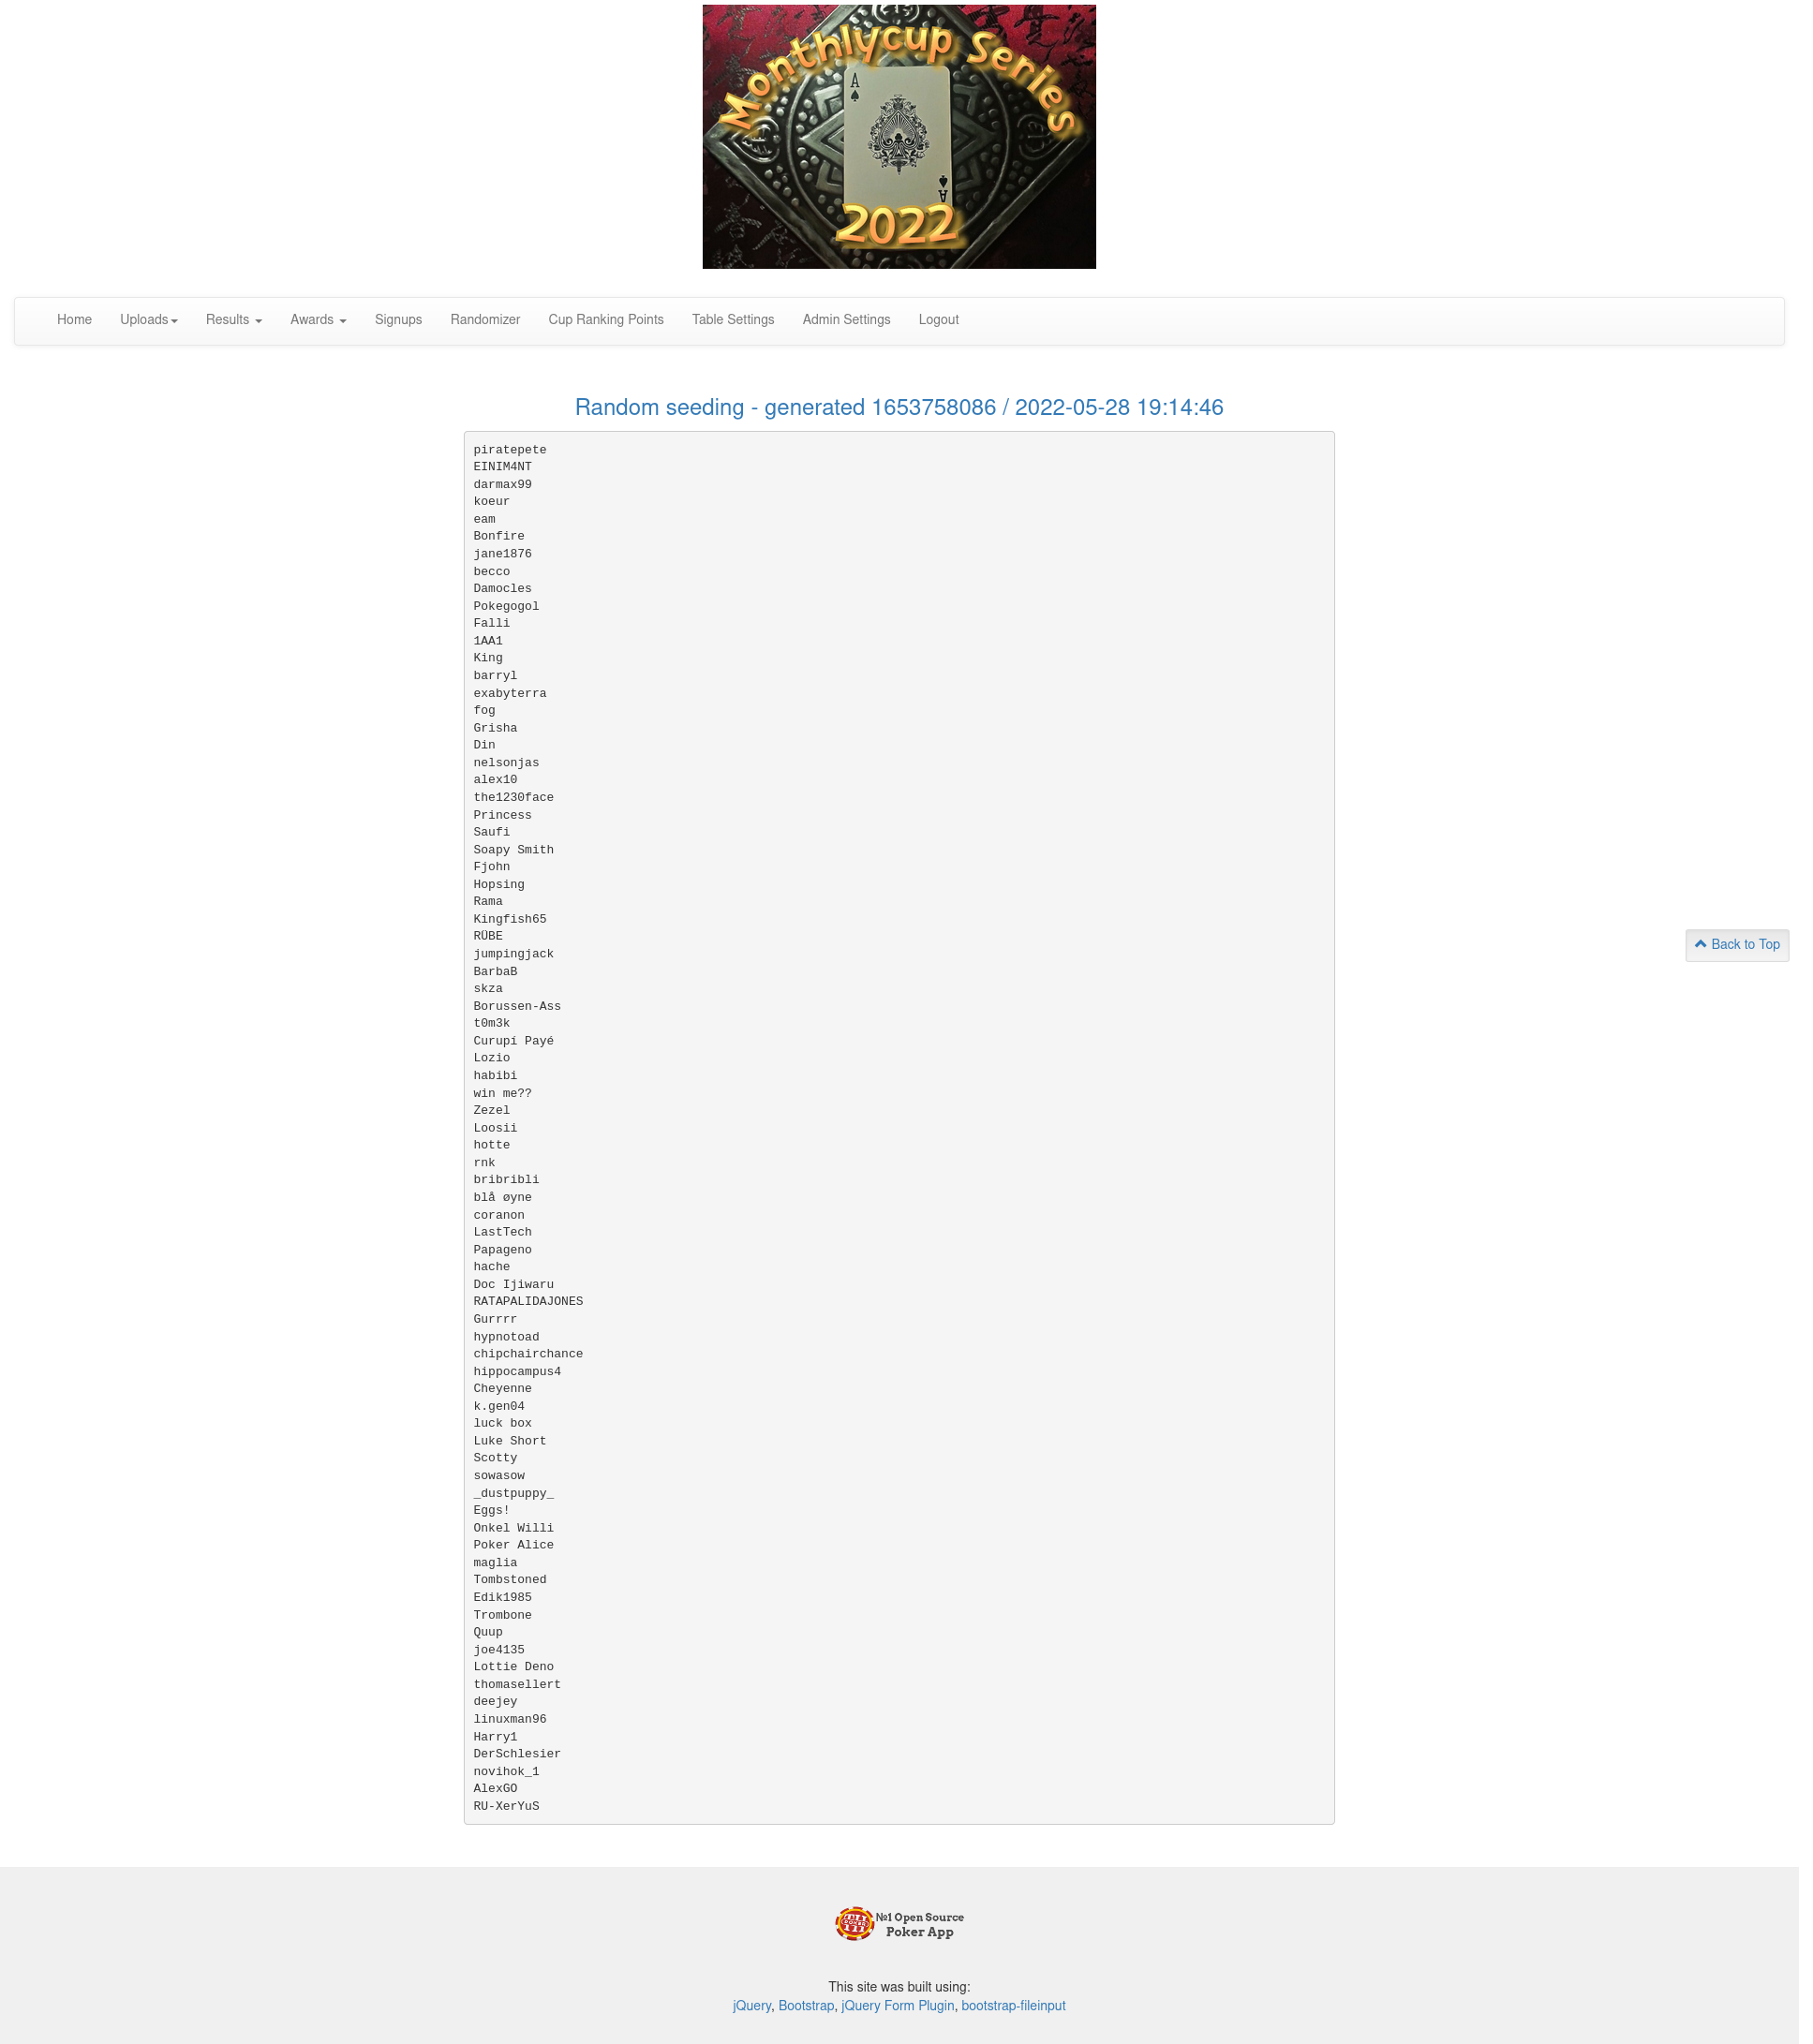 Monthlycup Series
A
A
2022
Home Uploads Results Awards Signups Randomizer Cup Ranking Points Table Settings Admin Settings Logout
Random seeding - generated 1653758086 / 2022-05-28 19:14:46
piratepete
EINIM4NT
darmax99
koeur
eam
Bonfire
jane1876
becco
Damocles
Pokegogol
Falli
1AA1
King
barryl
exabyterra
fog
Grisha
Din
nelsonjas
alex10
the1230face
Princess
Saufi
Soapy Smith
Fjohn
Hopsing
Rama
Kingfish65
RÜBE
jumpingjack
BarbaB
skza
Borussen-Ass
t0m3k
Curupí Payé
Lozio
habibi
win me??
Zezel
Loosii
hotte
rnk
bribribli
blå øyne
coranon
LastTech
Papageno
hache
Doc Ijiwaru
RATAPALIDAJONES
Gurrrr
hypnotoad
chipchairchance
hippocampus4
Cheyenne
k.gen04
luck box
Luke Short
Scotty
sowasow
_dustpuppy_
Eggs!
Onkel Willi
Poker Alice
maglia
Tombstoned
Edik1985
Trombone
Quup
joe4135
Lottie Deno
thomasellert
deejey
linuxman96
Harry1
DerSchlesier
novihok_1
AlexGO
RU-XerYuS
Back to Top
№1 Open Source
Poker App
This site was built using:
jQuery, Bootstrap, jQuery Form Plugin, bootstrap-fileinput